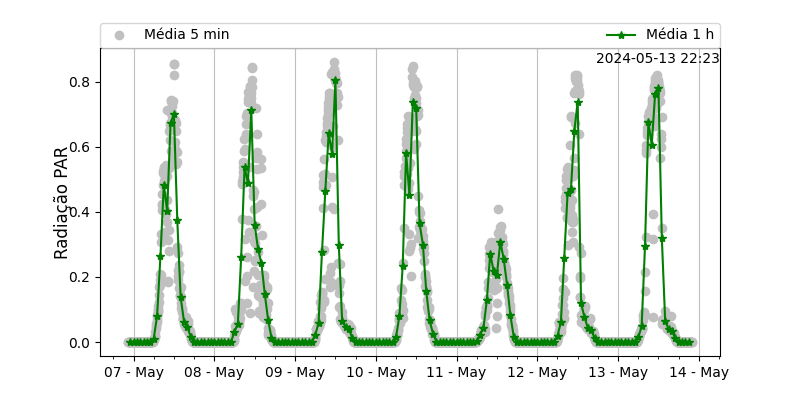 Média 5 min
Média 1 h
2024-05-13 22:23
Radiação PAR
0.8
0.6
0.4
0.2
0.0
07 - May
08 - May
09 - May
10 - May
11 - May
12 - May
13 - May
14 - May